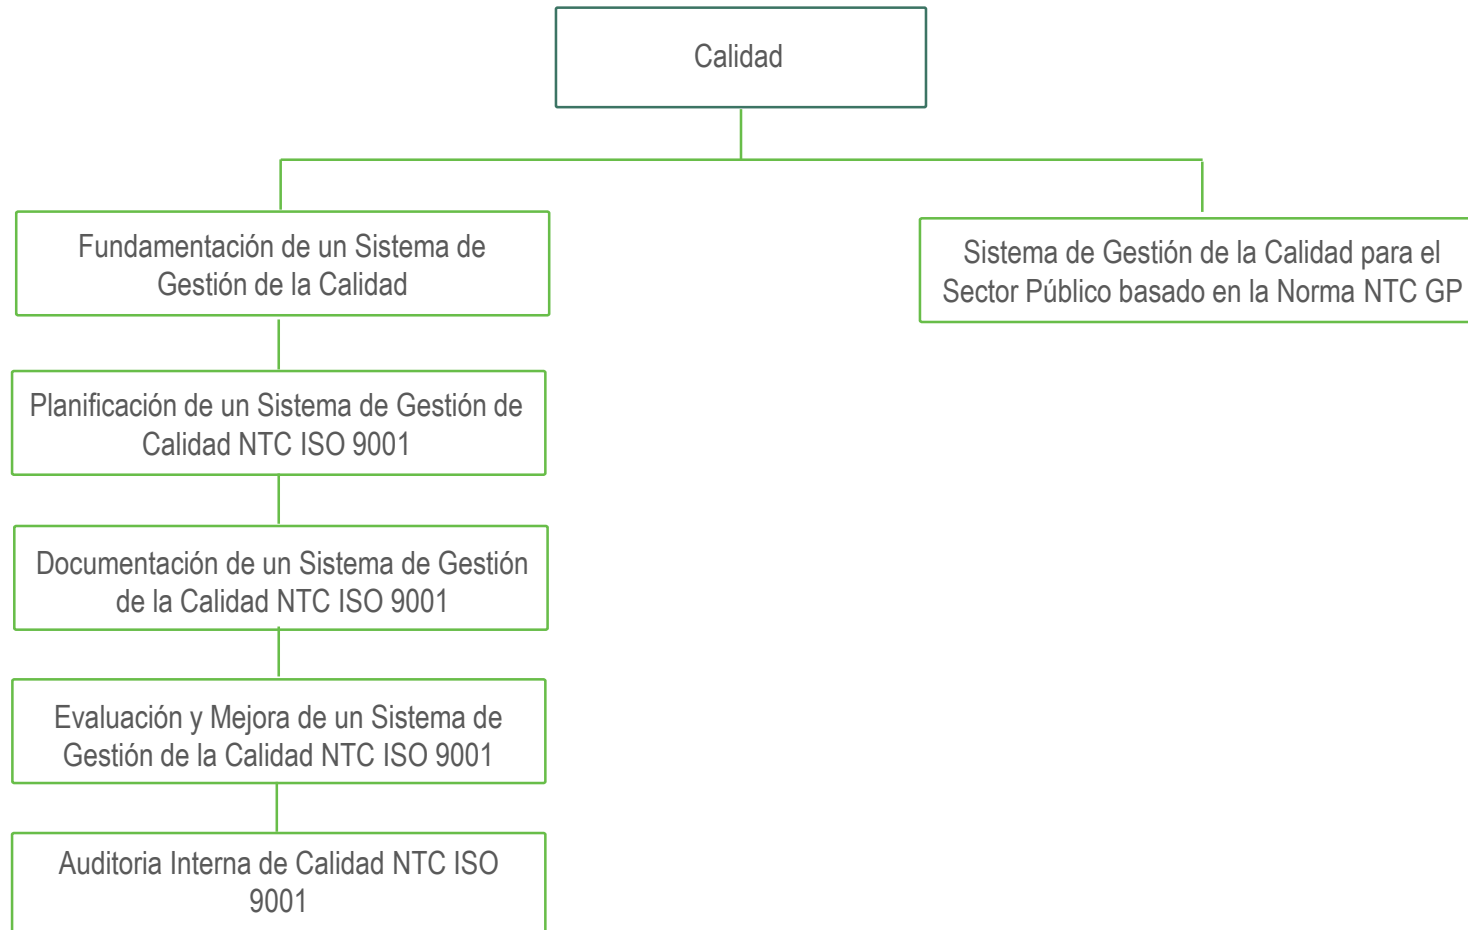 Calidad
Fundamentación de un Sistema de
Gestión de la Calidad
Sistema de Gestión de la Calidad para el
Sector Público basado en la Norma NTC GP
Planificación de un Sistema de Gestión de
Calidad NTC ISO 9001
Documentación de un Sistema de Gestión
de la Calidad NTC ISO 9001
Evaluación y Mejora de un Sistema de
Gestión de la Calidad NTC ISO 9001
Auditoria Interna de Calidad NTC ISO
9001